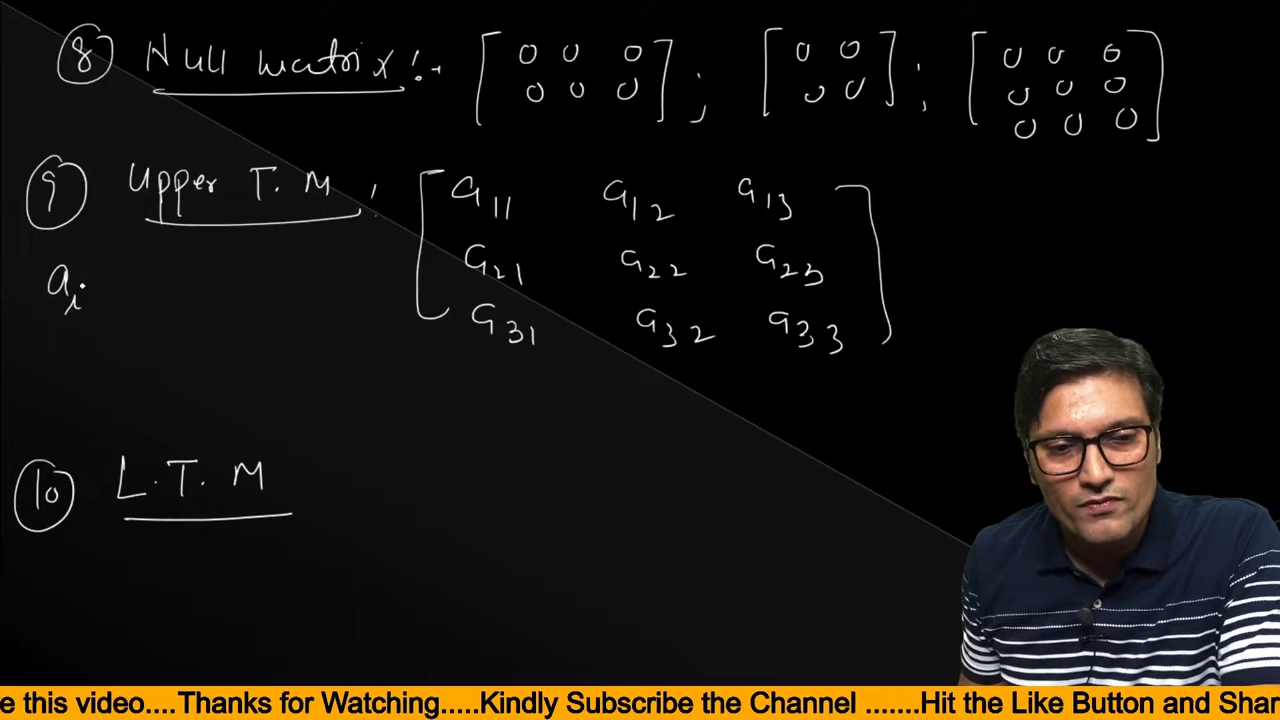 8 Null matrix :- [ 0 0 0 ; [ 0 0 ] ; [ 0 0 0
0 0 0 ] 0 0 0 0 0
0 0 0 ]
9 Upper T. M : [ a11 a12 a13
a21 a22 a23
ai
a31 a32 a33 ]
10 L. T. M
e this video....Thanks for Watching.....Kindly Subscribe the Channel .......Hit the Like Button and Shar